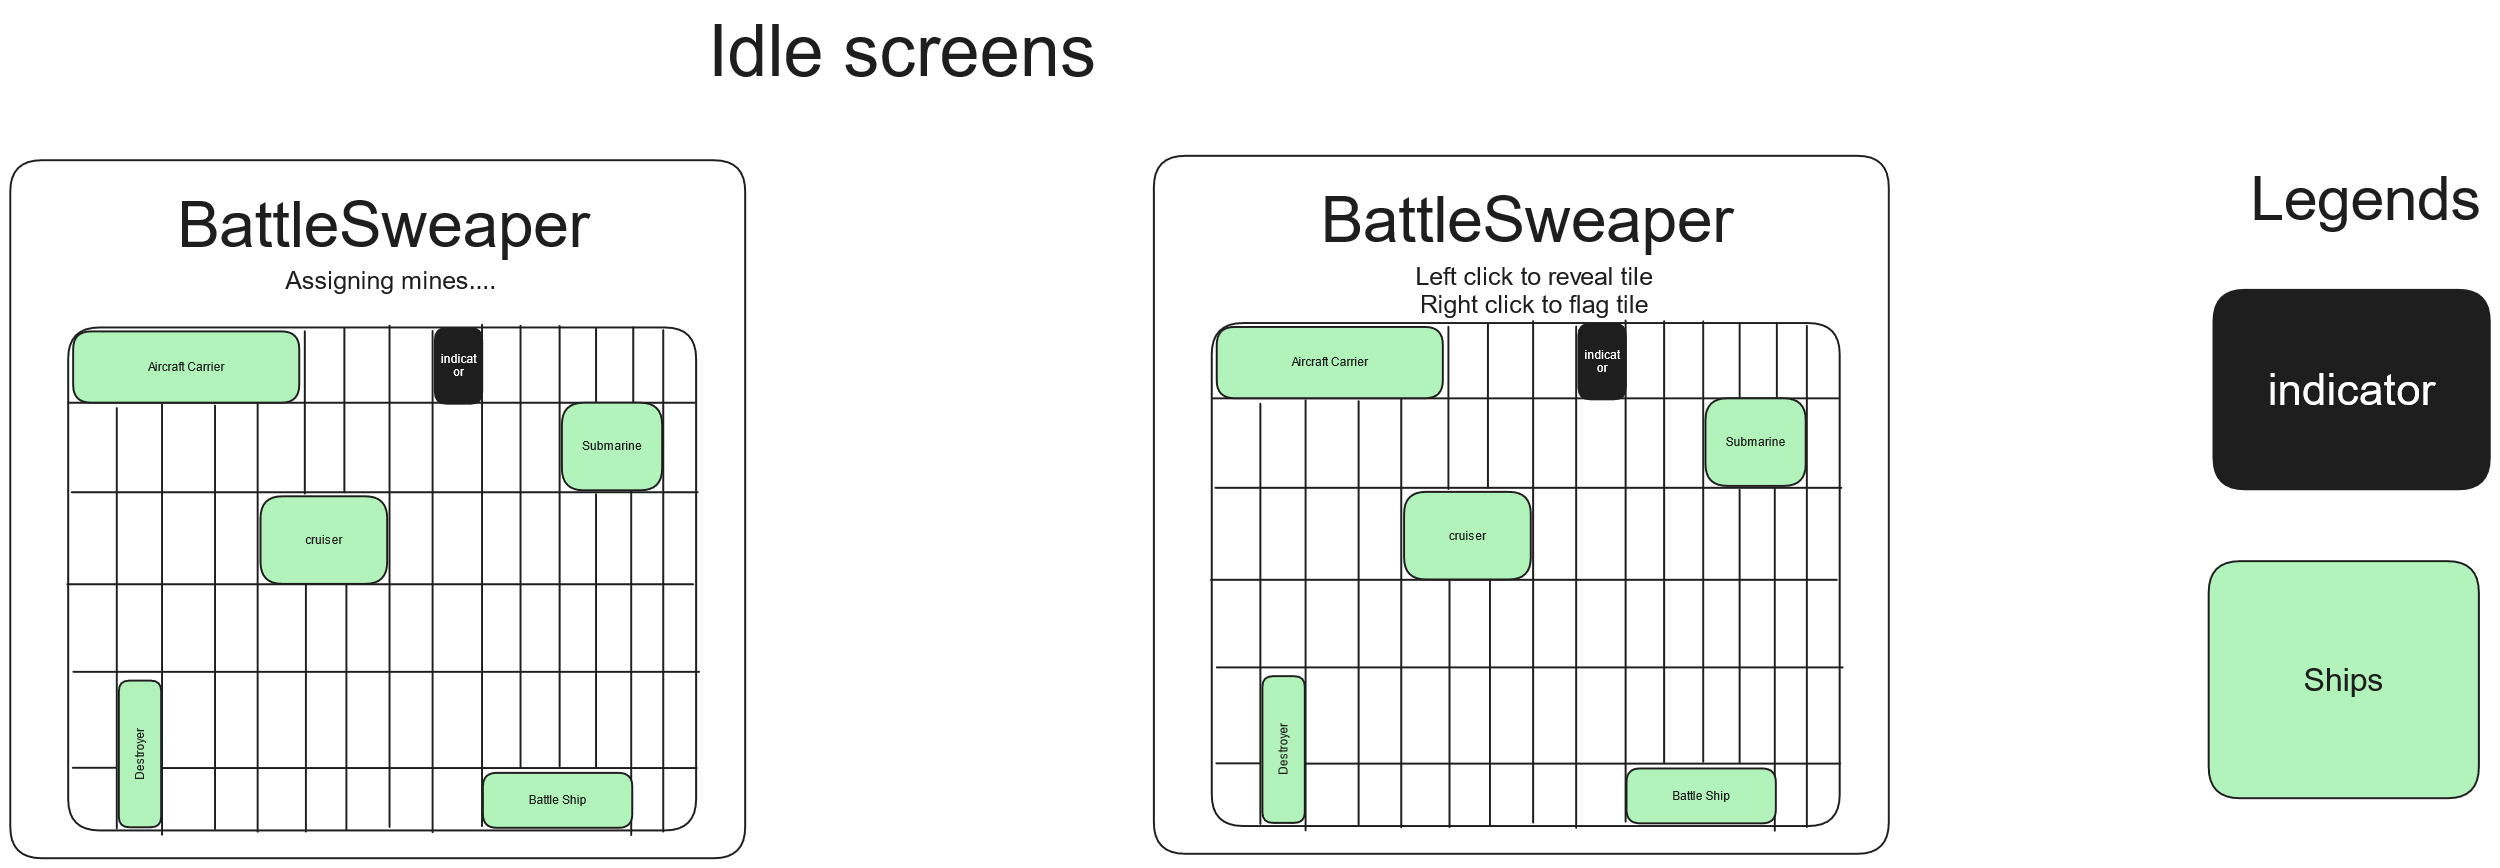 Idle screens
BattleSweaper
Assigning mines....
Aircraft Carrier
indicat
or
Submarine
cruiser
Destroyer
Battle Ship
BattleSweaper
Left click to reveal tile
Right click to flag tile
Aircraft Carrier
indicat
or
Submarine
cruiser
Destroyer
Battle Ship
Legends
indicator
Ships